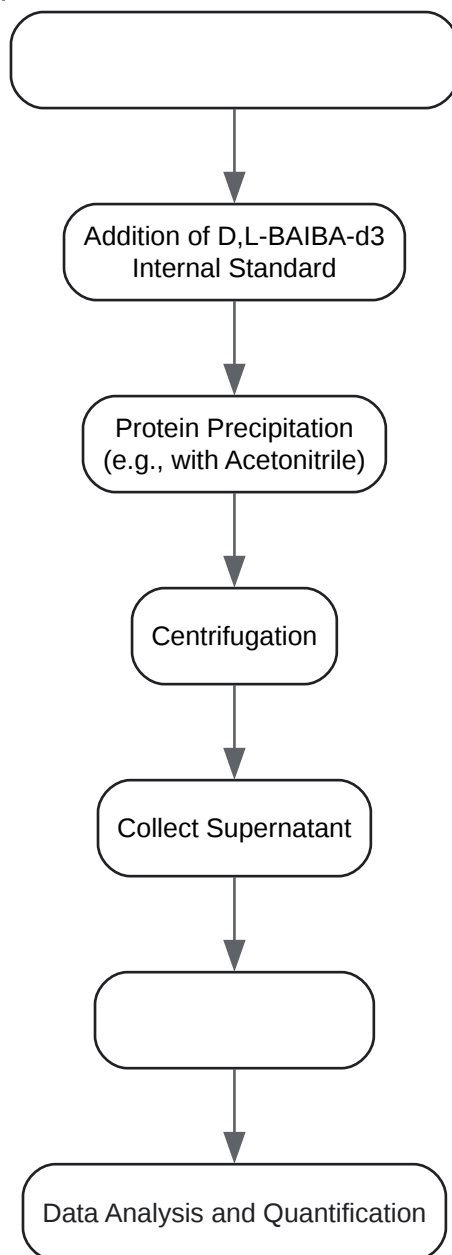 Addition of D,L-BAIBA-d3
Internal Standard
Protein Precipitation
(e.g., with Acetonitrile)
Centrifugation
Collect Supernatant
Data Analysis and Quantification